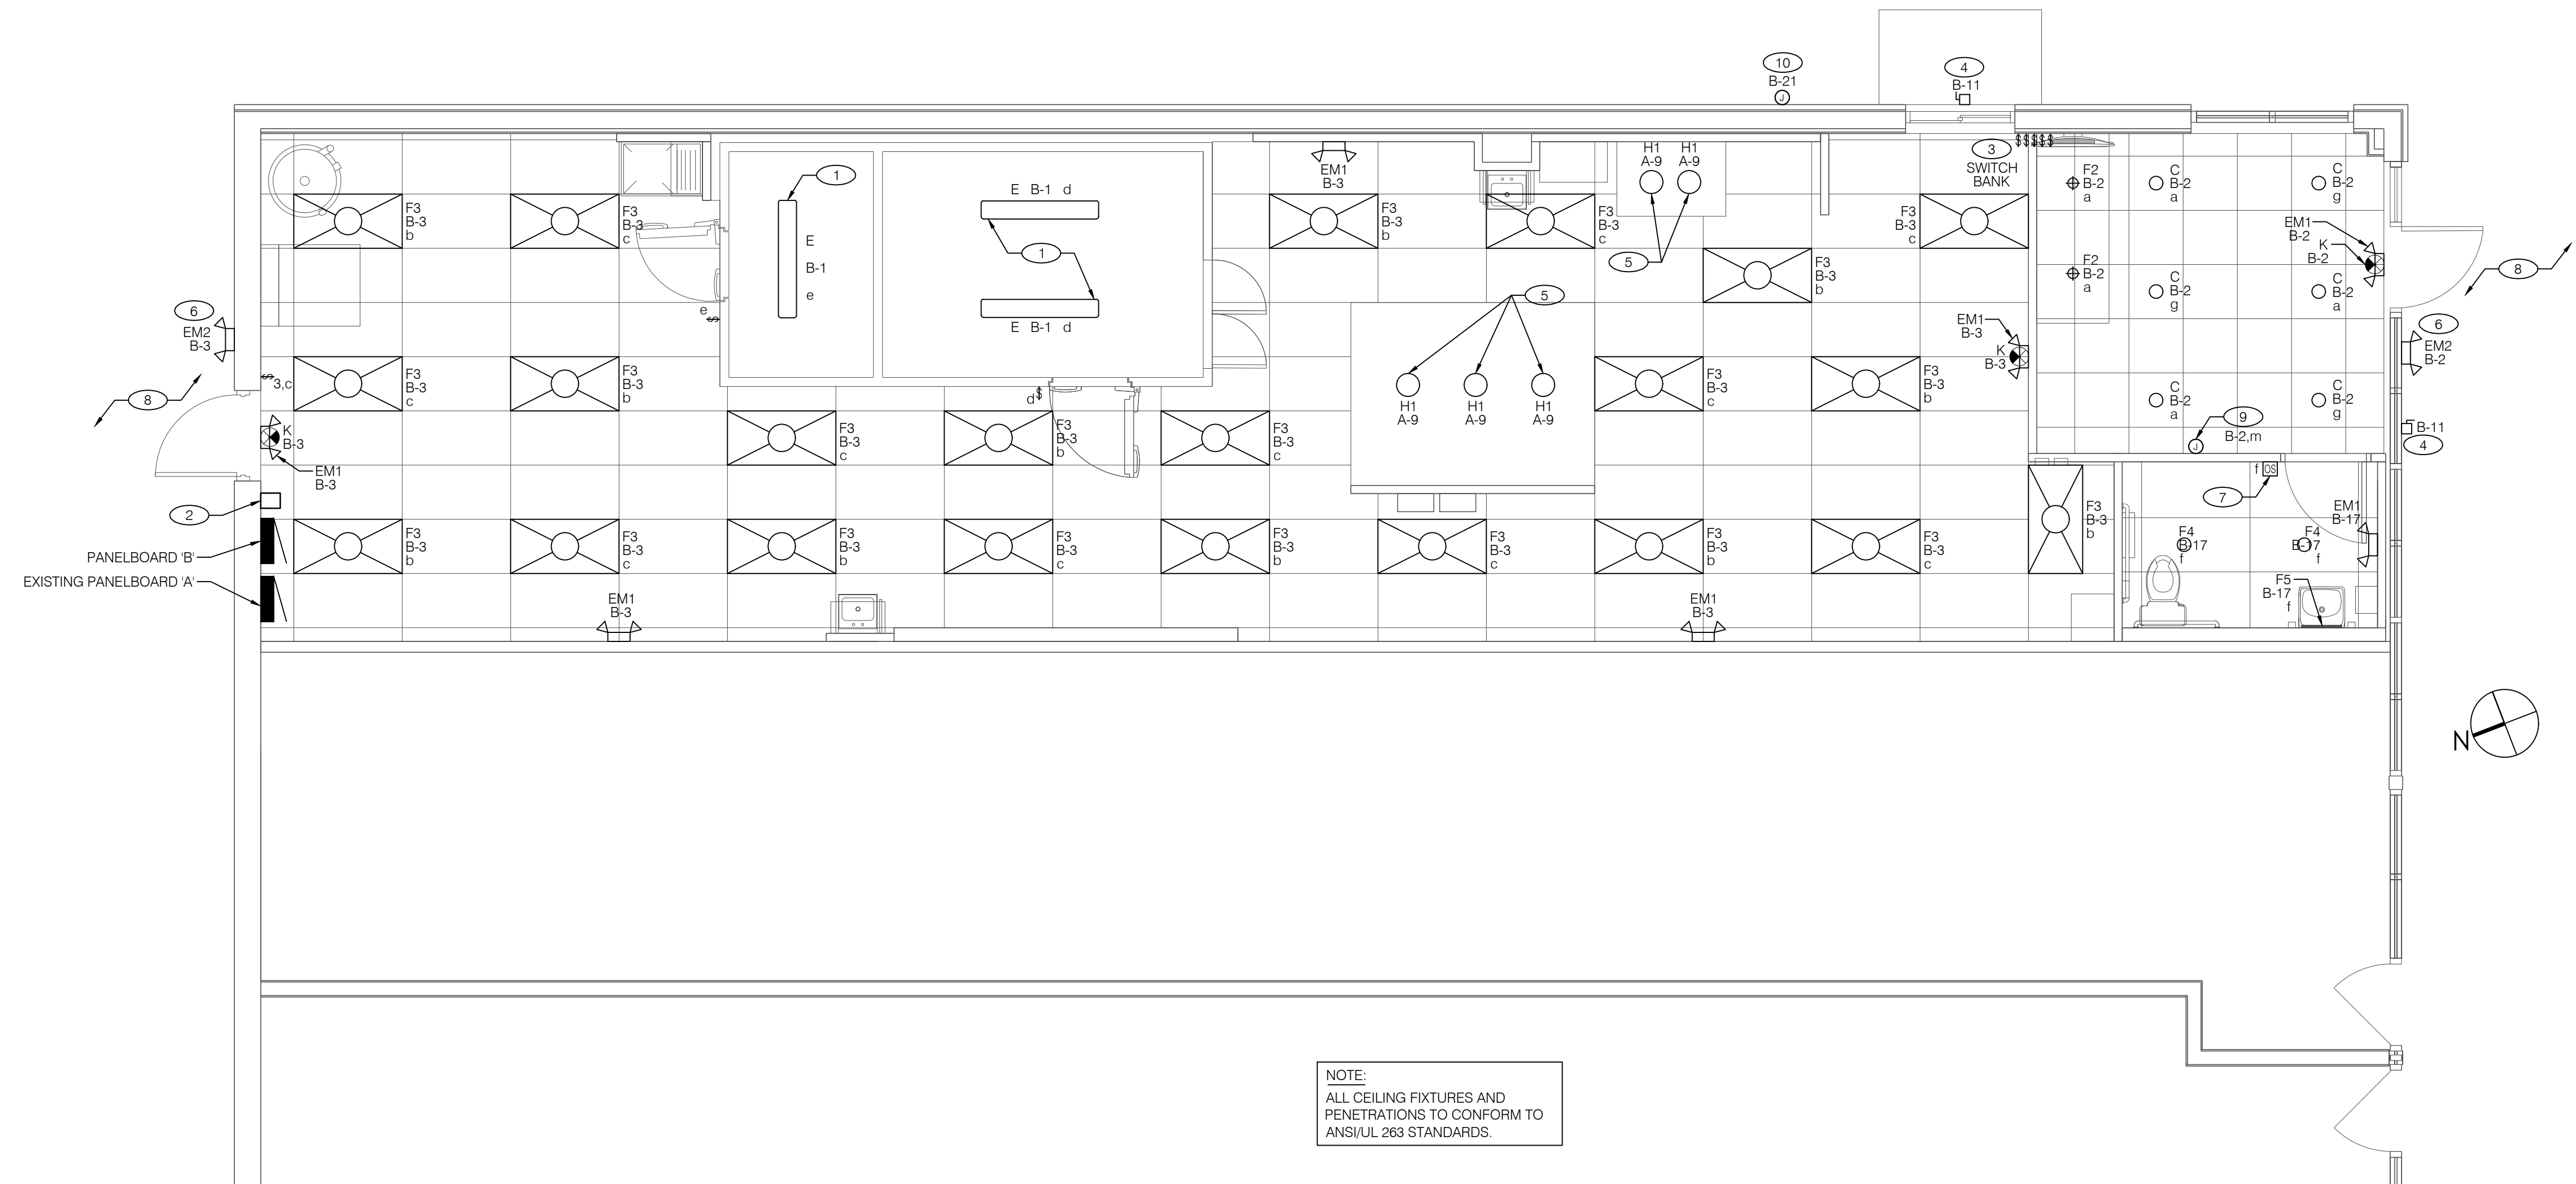 10
B-21
J
4
B-11
3
SWITCH
BANK
H1
A-9
H1
A-9
EM1
B-3
1
E B-1 d
1
E B-1 d
E
B-1
e
e
F3
B-3
b
F3
B-3
c
F3
B-3
b
F3
B-3
c
F3
B-3
c
5
F3
B-3
b
F2
B-2
a
C
B-2
a
C
B-2
g
EM1
B-2
K
B-2
8
F2
B-2
a
C
B-2
g
C
B-2
a
6
EM2
B-3
5
EM1
B-3
K
B-3
6
EM2
B-2
8
3,c
F3
B-3
c
F3
B-3
b
d
H1
A-9
H1
A-9
H1
A-9
F3
B-3
c
F3
B-3
b
C
B-2
a
C
B-2
g
9
B-2,m
J
B-11
4
K
B-3
EM1
B-3
F3
B-3
c
F3
B-3
b
F3
B-3
c
2
f OS
7
EM1
B-17
PANELBOARD 'B'
EXISTING PANELBOARD 'A'
F3
B-3
b
F3
B-3
c
F3
B-3
b
F3
B-3
c
F3
B-3
b
F3
B-3
c
F3
B-3
b
F3
B-3
c
F3
B-3
b
F4
B-17
f
F4
B-17
f
F5
B-17
f
EM1
B-3
EM1
B-3
N
NOTE:
ALL CEILING FIXTURES AND
PENETRATIONS TO CONFORM TO
ANSI/UL 263 STANDARDS.